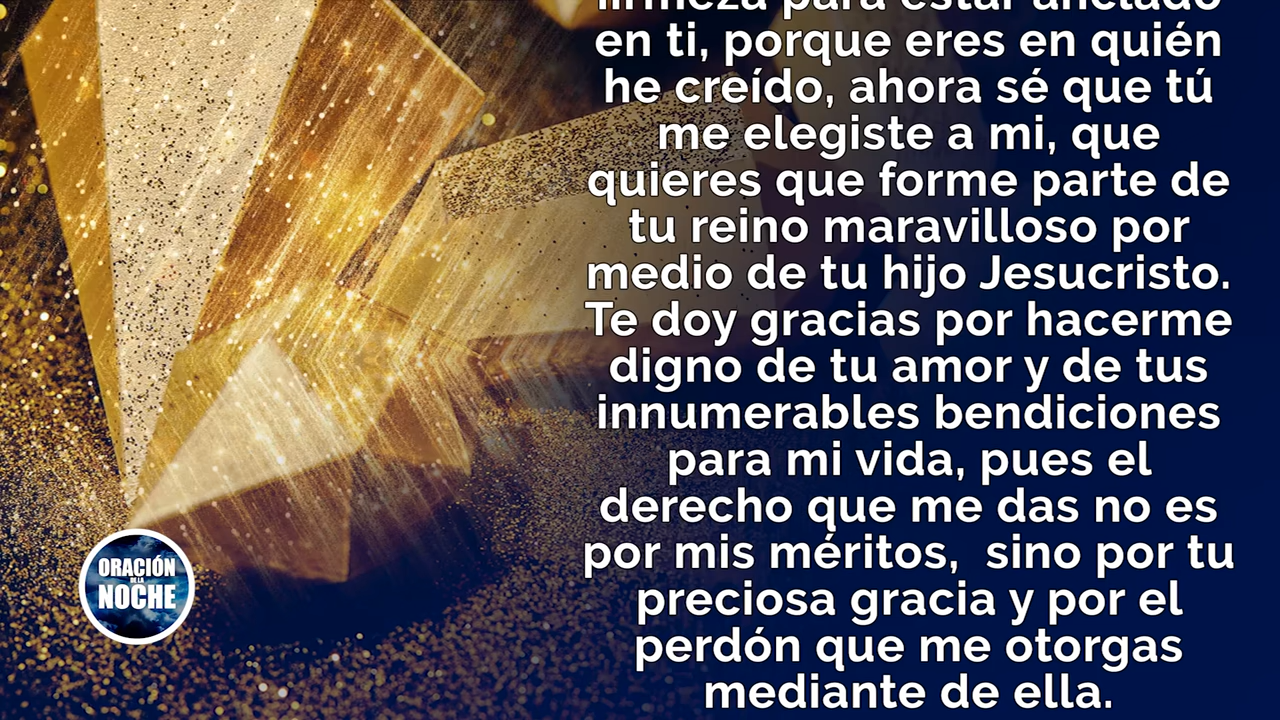 firmeza para estar anclado
en ti, porque eres en quién
he creído, ahora sé que tú
me elegiste a mi, que
quieres que forme parte de
tu reino maravilloso por
medio de tu hijo Jesucristo.
Te doy gracias por hacerme
digno de tu amor y de tus
innumerables bendiciones
para mi vida, pues el
derecho que me das no es
por mis méritos,  sino por tu
preciosa gracia y por el
perdón que me otorgas
mediante de ella.
ORACIÓN
DE LA
NOCHE